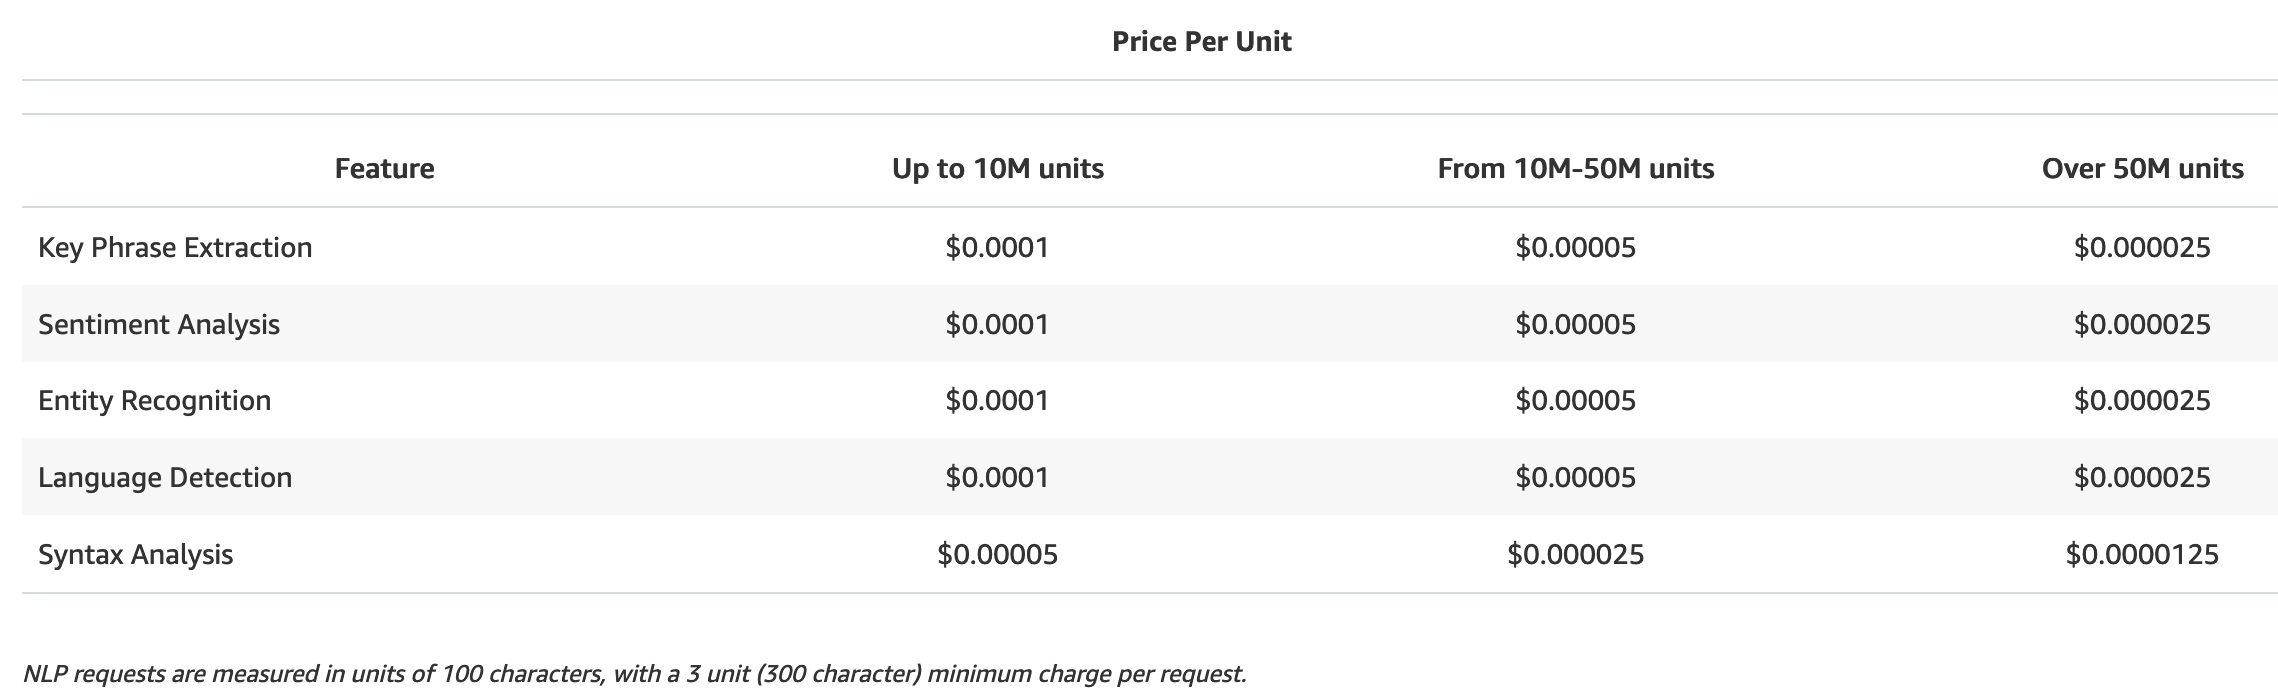 Price Per Unit
Feature Up to 10M units From 10M-50M units Over 50M units
Key Phrase Extraction $0.0001 $0.00005 $0.000025
Sentiment Analysis $0.0001 $0.00005 $0.000025
Entity Recognition $0.0001 $0.00005 $0.000025
Language Detection $0.0001 $0.00005 $0.000025
Syntax Analysis $0.00005 $0.000025 $0.0000125
NLP requests are measured in units of 100 characters, with a 3 unit (300 character) minimum charge per request.